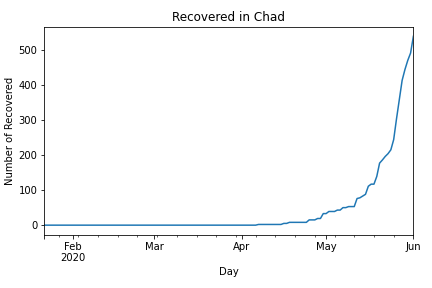 Recovered in Chad
Number of Recovered
500
400
300
200
100
0
Feb
2020
Mar
Apr
May
Jun
Day